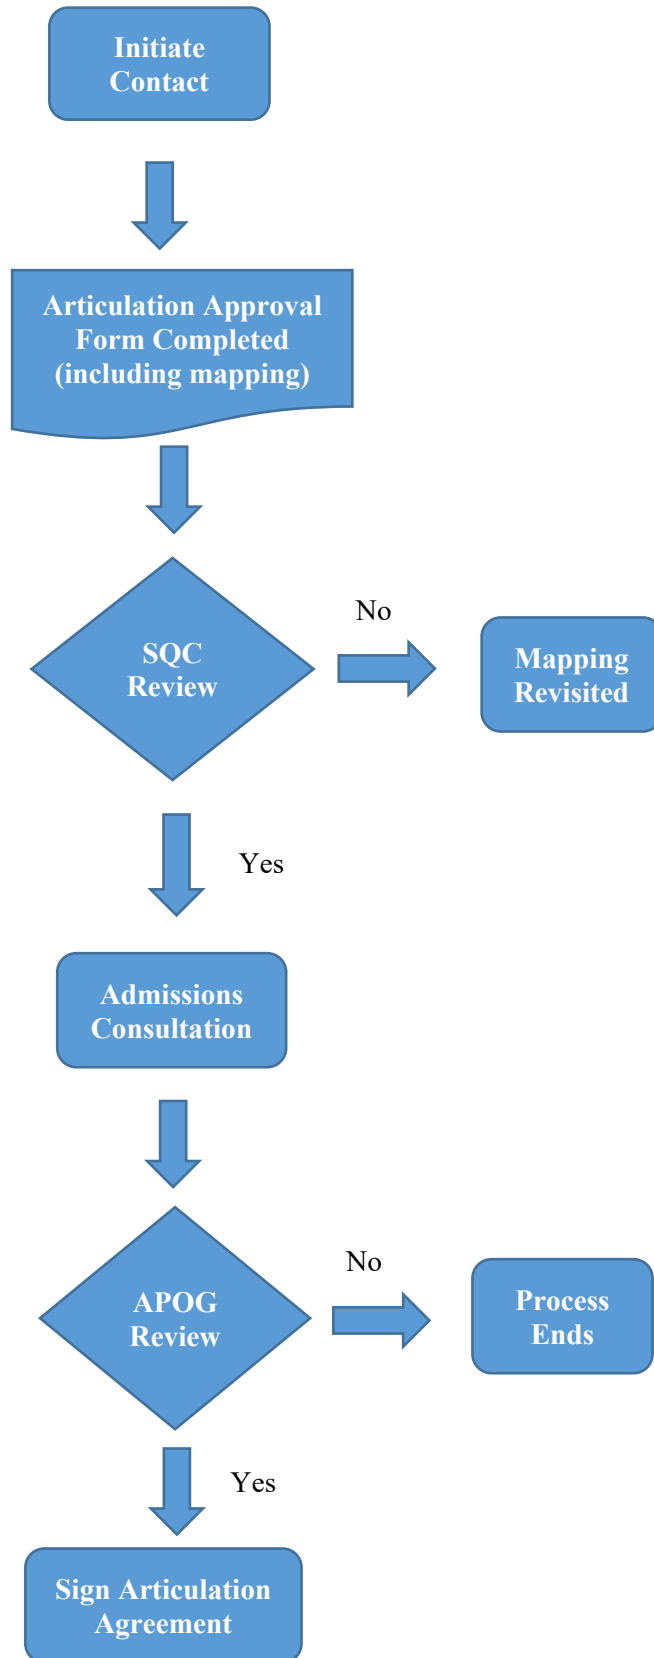 Initiate
Contact
Articulation Approval
Form Completed
(including mapping)
SQC
Review
No
Mapping
Revisited
Yes
Admissions
Consultation
APOG
Review
No
Process
Ends
Yes
Sign Articulation
Agreement